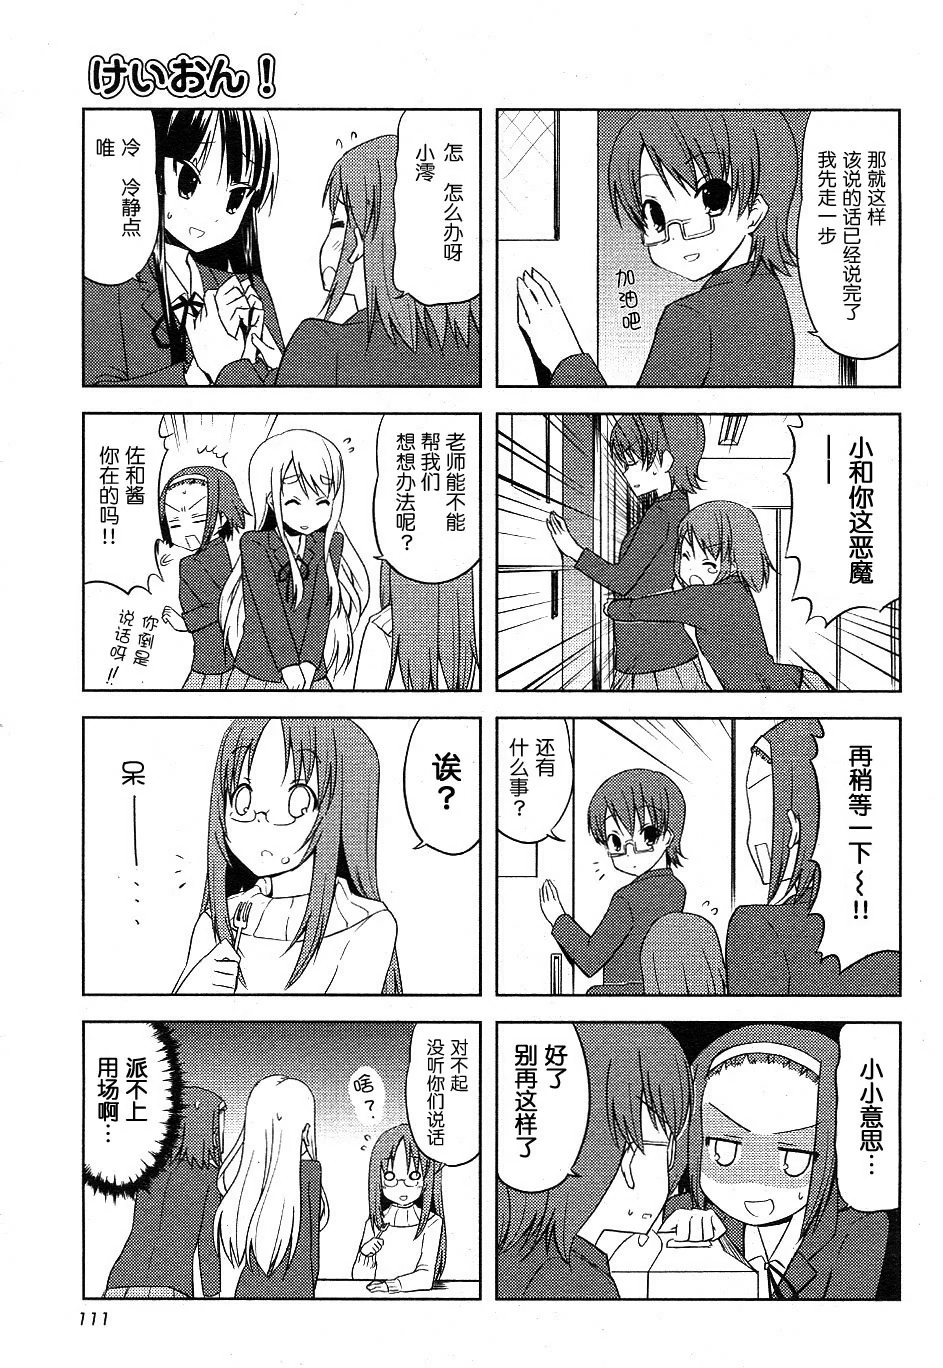 けいおん！
那就这样
该说的话已经说完了
我先走一步
加油吧
小和你这恶魔
——
再稍等一下～!!
还有
什么事？
小小意思…
好了
别再这样了
怎 怎么办呀
小澪
冷 冷静点
唯
老师能不能
帮我们
想想办法呢？
佐和酱
你在的吗!!
你倒是
说话呀!!
诶？
呆——…
对不起
没听你们说话
啥？
派不上
用场啊…
111